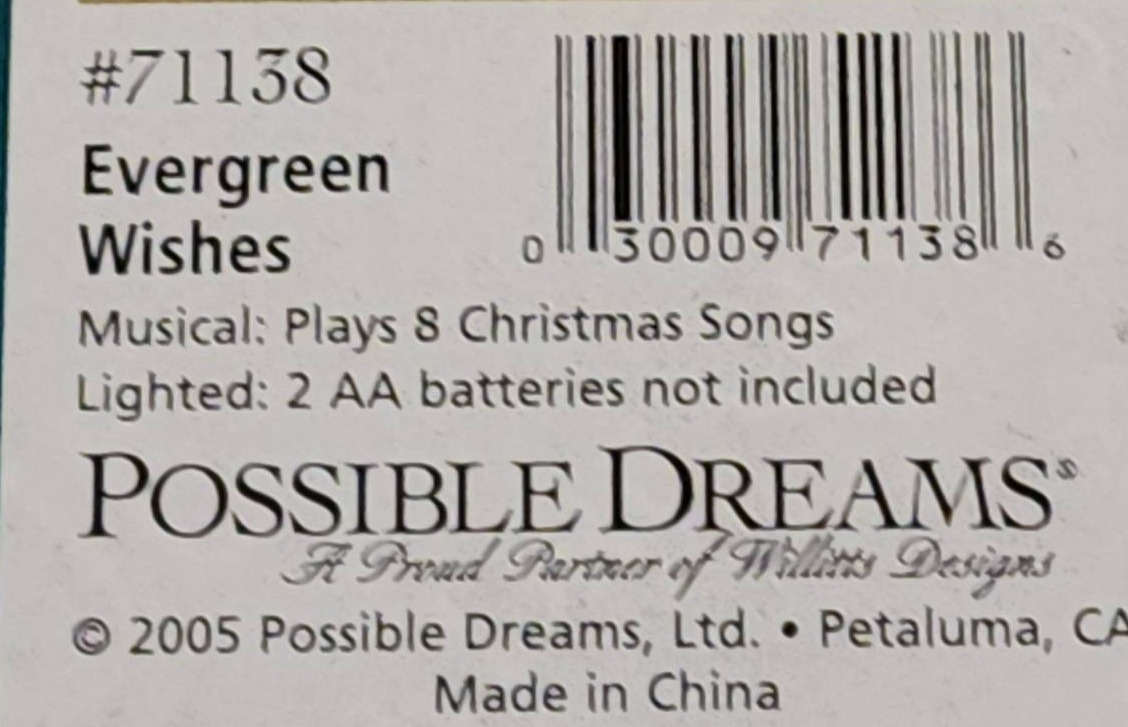 #71138
Evergreen
Wishes
0 30009 71138 6
Musical: Plays 8 Christmas Songs
Lighted: 2 AA batteries not included
POSSIBLE DREAMS®
A Proud Partner of Willitts Designs
© 2005 Possible Dreams, Ltd. • Petaluma, CA
Made in China